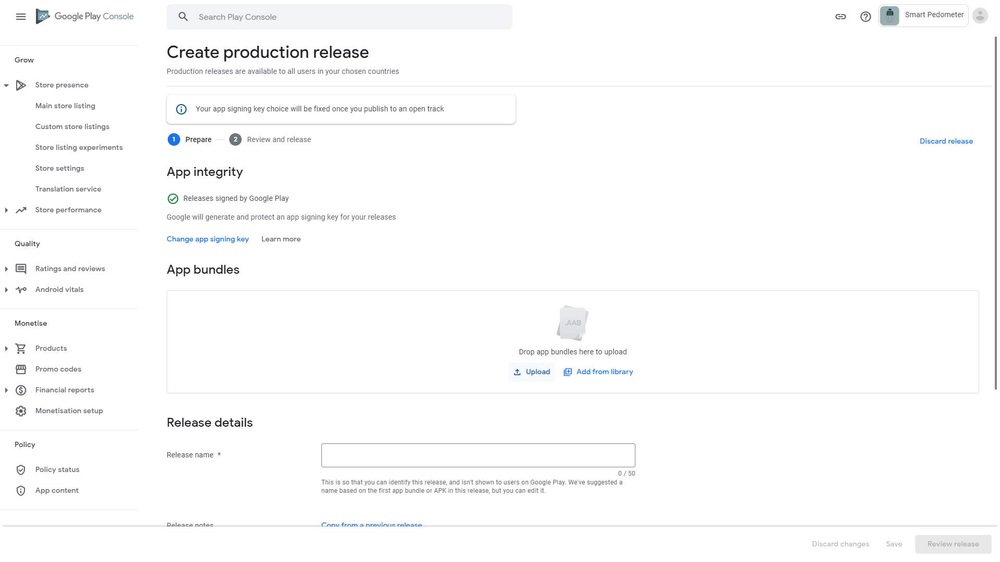 Google Play Console
Search Play Console
Smart Pedometer
Grow
Store presence
Main store listing
Custom store listings
Store listing experiments
Store settings
Translation service
Store performance
Quality
Ratings and reviews
Android vitals
Monetise
Products
Promo codes
Financial reports
Monetisation setup
Policy
Policy status
App content
Create production release
Production releases are available to all users in your chosen countries
Your app signing key choice will be fixed once you publish to an open track
1 Prepare 2 Review and release
Discard release
App integrity
Releases signed by Google Play
Google will generate and protect an app signing key for your releases
Change app signing key Learn more
App bundles
.AAB
Drop app bundles here to upload
Upload Add from library
Release details
Release name *
0 / 50
This is so that you can identify this release, and isn't shown to users on Google Play. We've suggested a
name based on the first app bundle or APK in this release, but you can edit it.
Release notes Copy from a previous release
Discard changes Save Review release